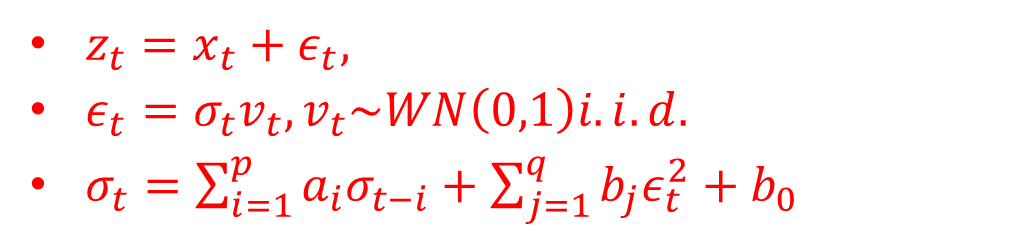 • z_t = x_t + ϵ_t,
• ϵ_t = σ_t v_t, v_t~WN(0,1)i.i.d.
• σ_t = ∑_{i=1}^{p} a_i σ_{t−i} + ∑_{j=1}^{q} b_j ϵ_t^2 + b_0